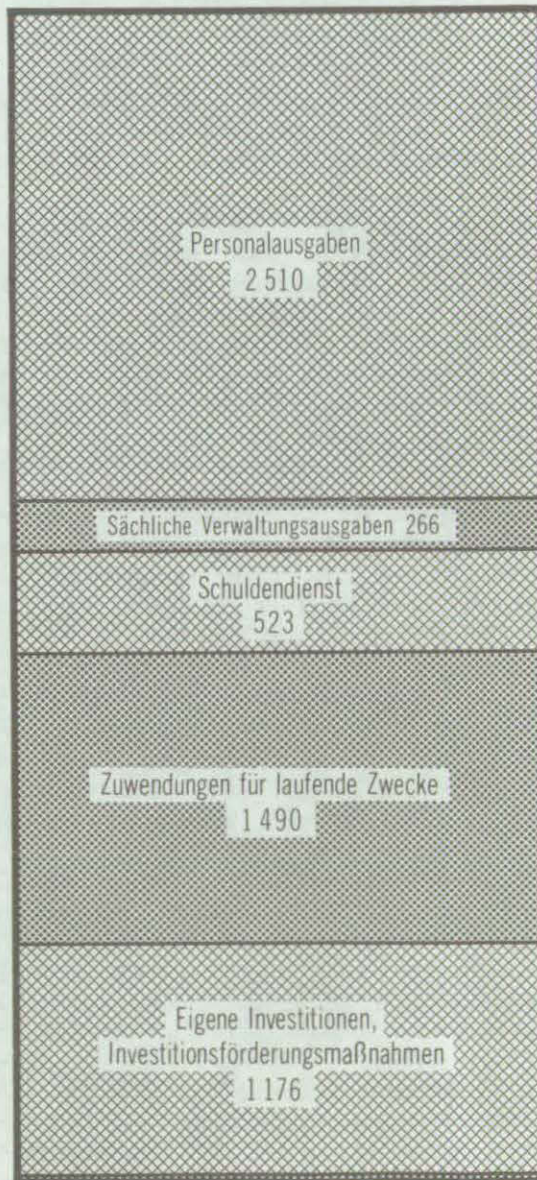 Personalausgaben
2 510
Sächliche Verwaltungsausgaben 266
Schuldendienst
523
Zuwendungen für laufende Zwecke
1 490
Eigene Investitionen,
Investitionsförderungsmaßnahmen
1 176